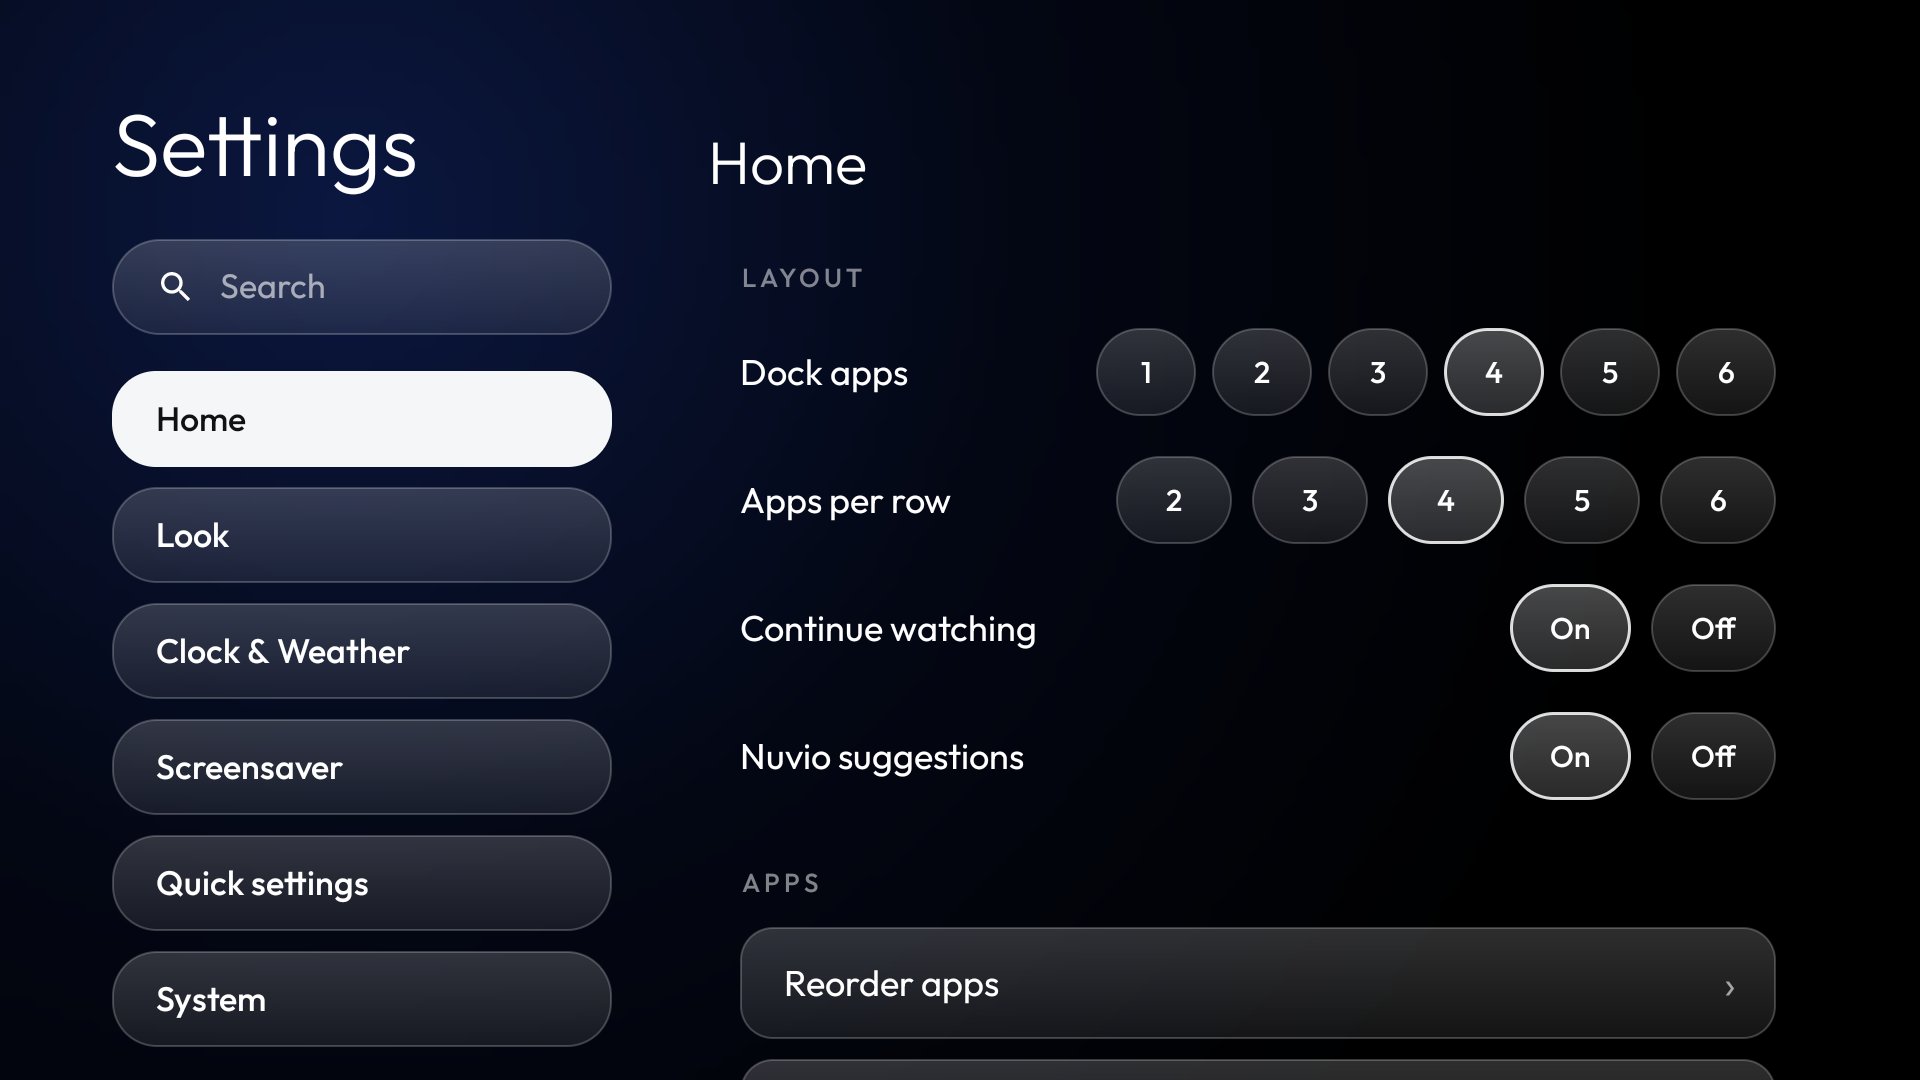 Settings
Search
Home
Look
Clock & Weather
Screensaver
Quick settings
System
Home
LAYOUT
Dock apps 1 2 3 4 5 6
Apps per row 2 3 4 5 6
Continue watching On Off
Nuvio suggestions On Off
APPS
Reorder apps ›